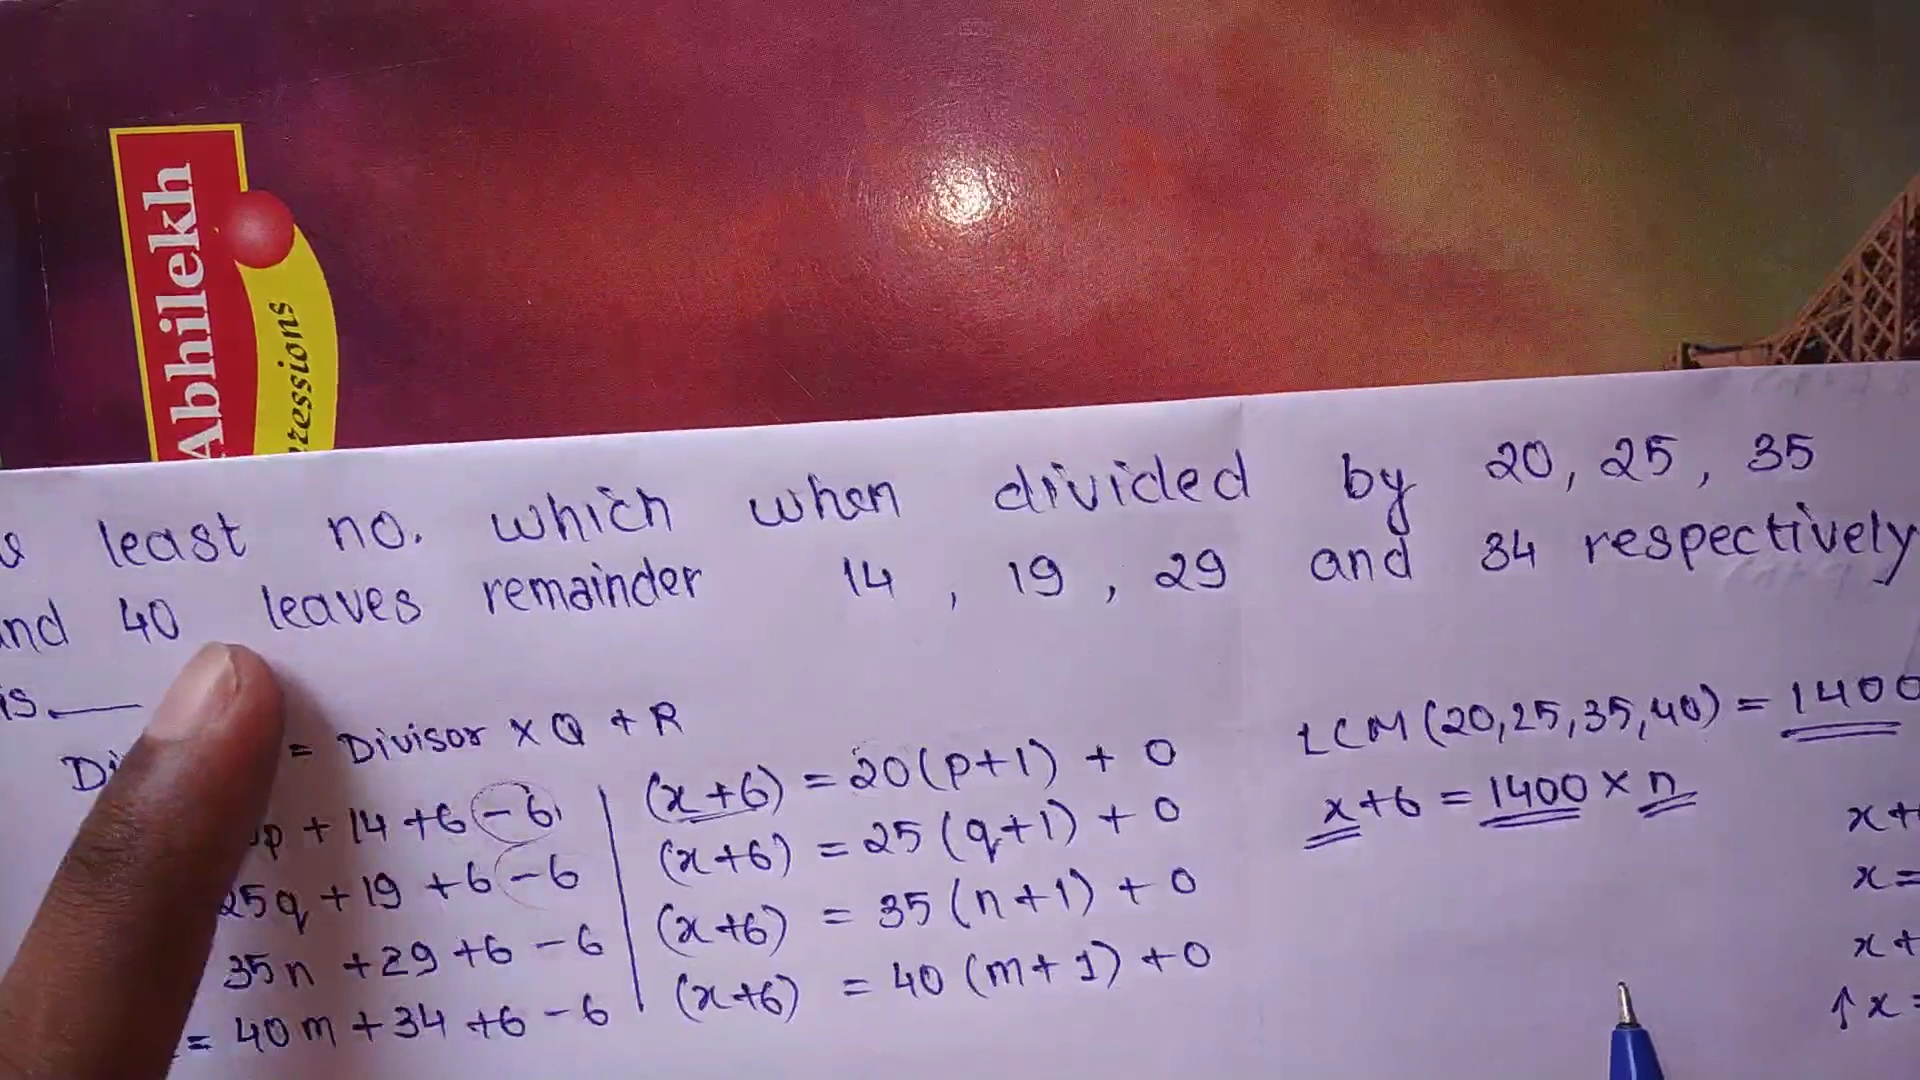 Abhilekh
ressions
least no. which when divided by 20, 25, 35
and 40 leaves remainder 14, 19, 29 and 34 respectively
is
= Divisor × Q + R
p + 14 + 6 - 6
25q + 19 + 6 - 6
35n + 29 + 6 - 6
= 40m + 34 + 6 - 6
(x+6) = 20(p+1) + 0
(x+6) = 25(q+1) + 0
(x+6) = 35(n+1) + 0
(x+6) = 40(m+1) + 0
LCM(20,25,35,40) = 1400
x+6 = 1400 × n
x+
x=
x+
↑x=